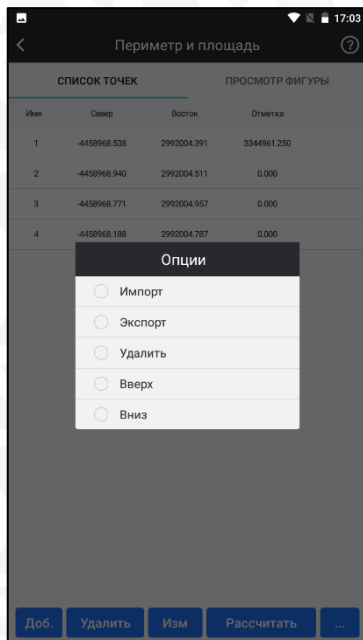 17:03
Периметр и площадь
СПИСОК ТОЧЕК ПРОСМОТР ФИГУРЫ
Имя Север Восток Отметка
1 -4458968.538 2992004.391 3344961.250
2 -4458968.940 2992004.511 0.000
3 -4458968.771 2992004.957 0.000
4 -4458968.188 2992004.787 0.000
Опции
Импорт
Экспорт
Удалить
Вверх
Вниз
Доб. Удалить Изм Рассчитать ...